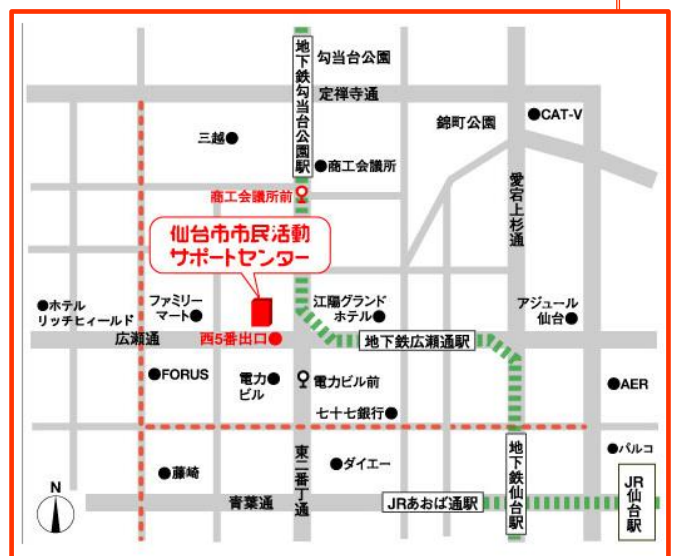 勾当台公園
地下鉄勾当台公園駅
定禅寺通
錦町公園
●CAT-V
三越●
●商工会議所
商工会議所前
愛宕上杉通
仙台市市民活動
サポートセンター
●ホテル
リッチヒィールド
ファミリー
マート●
江陽グランド
ホテル●
アジュール
仙台●
広瀬通
西5番出口●
地下鉄広瀬通駅
●FORUS
電力●
ビル
電力ビル前
●AER
七十七銀行●
●藤崎
東二番丁通
●ダイエー
地下鉄仙台駅
●パルコ
N
青葉通
JRあおば通駅
JR仙台駅